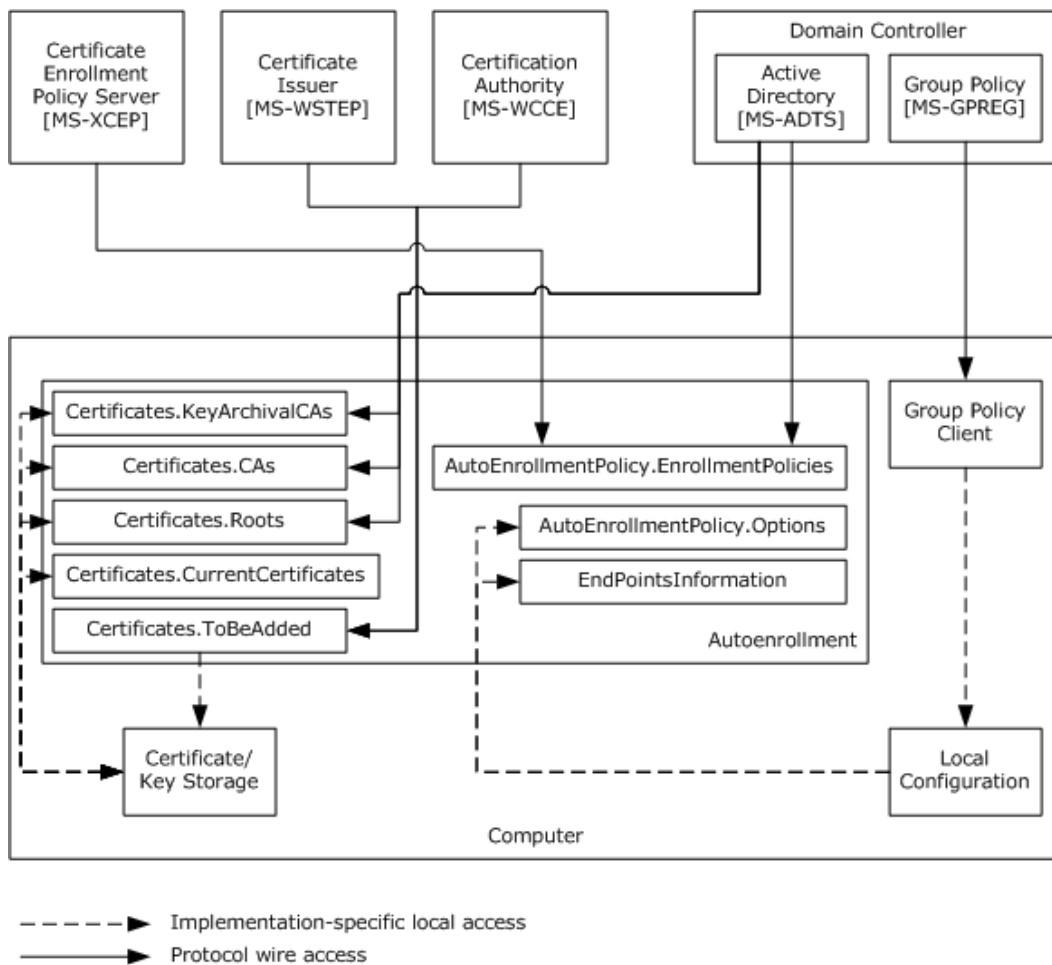 Certificate
Enrollment
Policy Server
[MS-XCEP]
Certificate
Issuer
[MS-WSTEP]
Certification
Authority
[MS-WCCE]
Domain Controller
Active
Directory
[MS-ADTS]
Group Policy
[MS-GPREG]
Certificates.KeyArchivalCAs
Certificates.CAs
Certificates.Roots
Certificates.CurrentCertificates
Certificates.ToBeAdded
AutoEnrollmentPolicy.EnrollmentPolicies
AutoEnrollmentPolicy.Options
EndPointsInformation
Autoenrollment
Group Policy
Client
Certificate/
Key Storage
Local
Configuration
Computer
Implementation-specific local access
Protocol wire access